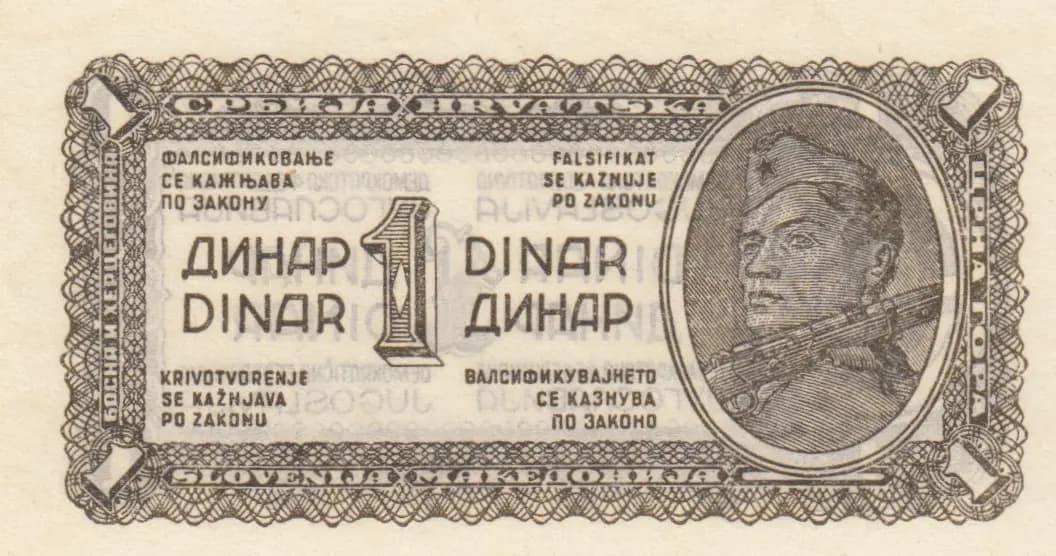 СРБИЈА HRVATSKA
ФАЛСИФИКОВАЊЕ
СЕ КАЖЊАВА
ПО ЗАКОНУ
FALSIFIKAT
SE KAZNUJE
PO ZAKONU
БОСНА И ХЕРЦЕГОВИНА
ДИНАР 1 DINAR
DINAR ДИНАР
ЦРНА ГОРА
KRIVOTVORENJE
SE KAŽNJAVA
PO ZAKONU
ВАЛСИФИКУВАЈНЕТО
СЕ КАЗНУВА
ПО ЗАКОНО
SLOVENIJA МАКЕДОНИЈА